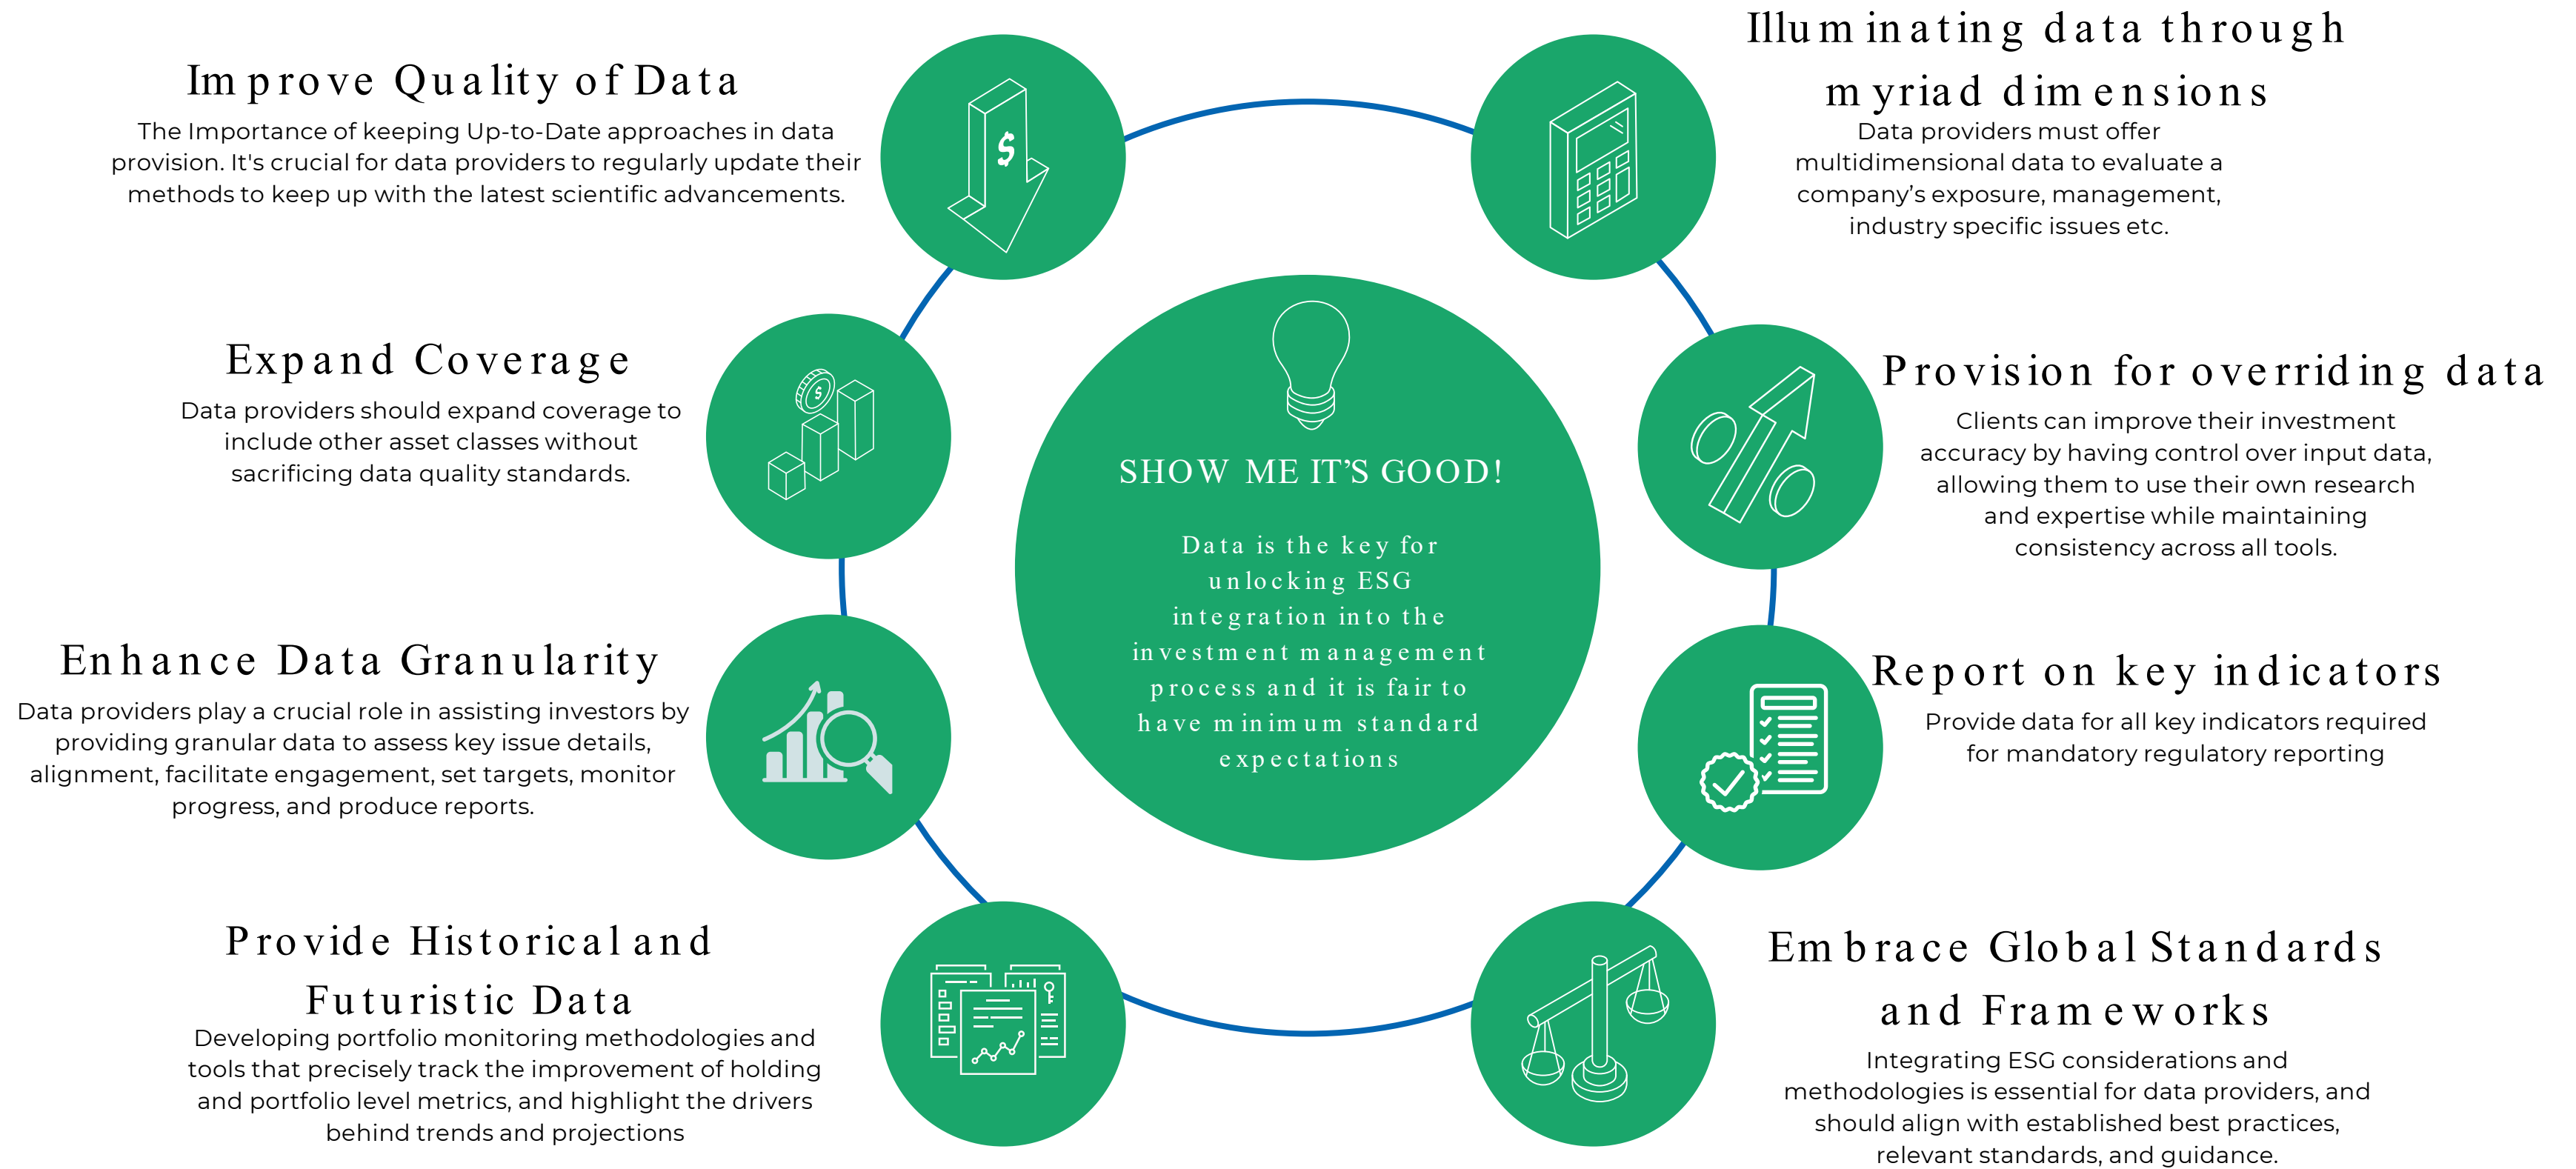 Improve Quality of Data
The Importance of keeping Up-to-Date approaches in data
provision. It's crucial for data providers to regularly update their
methods to keep up with the latest scientific advancements.
Expand Coverage
Data providers should expand coverage to
include other asset classes without
sacrificing data quality standards.
Enhance Data Granularity
Data providers play a crucial role in assisting investors by
providing granular data to assess key issue details,
alignment, facilitate engagement, set targets, monitor
progress, and produce reports.
Provide Historical and
Futuristic Data
Developing portfolio monitoring methodologies and
tools that precisely track the improvement of holding
and portfolio level metrics, and highlight the drivers
behind trends and projections
$
$
SHOW ME IT’S GOOD!
Data is the key for
unlocking ESG
integration into the
investment management
process and it is fair to
have minimum standard
expectations
Illuminating data through
myriad dimensions
Data providers must offer
multidimensional data to evaluate a
company’s exposure, management,
industry specific issues etc.
Provision for overriding data
Clients can improve their investment
accuracy by having control over input data,
allowing them to use their own research
and expertise while maintaining
consistency across all tools.
Report on key indicators
Provide data for all key indicators required
for mandatory regulatory reporting
Embrace Global Standards
and Frameworks
Integrating ESG considerations and
methodologies is essential for data providers, and
should align with established best practices,
relevant standards, and guidance.